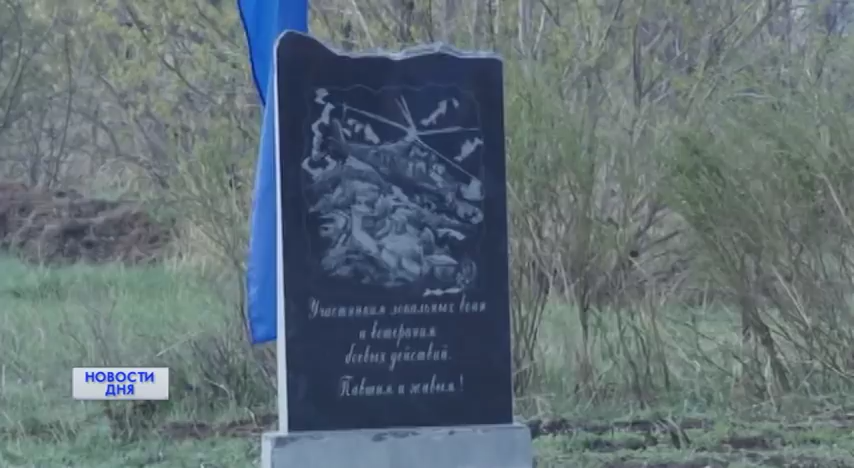 Участникам локальных войн
и ветеранам
боевых действий.
Павшим и живым!
НОВОСТИ
ДНЯ